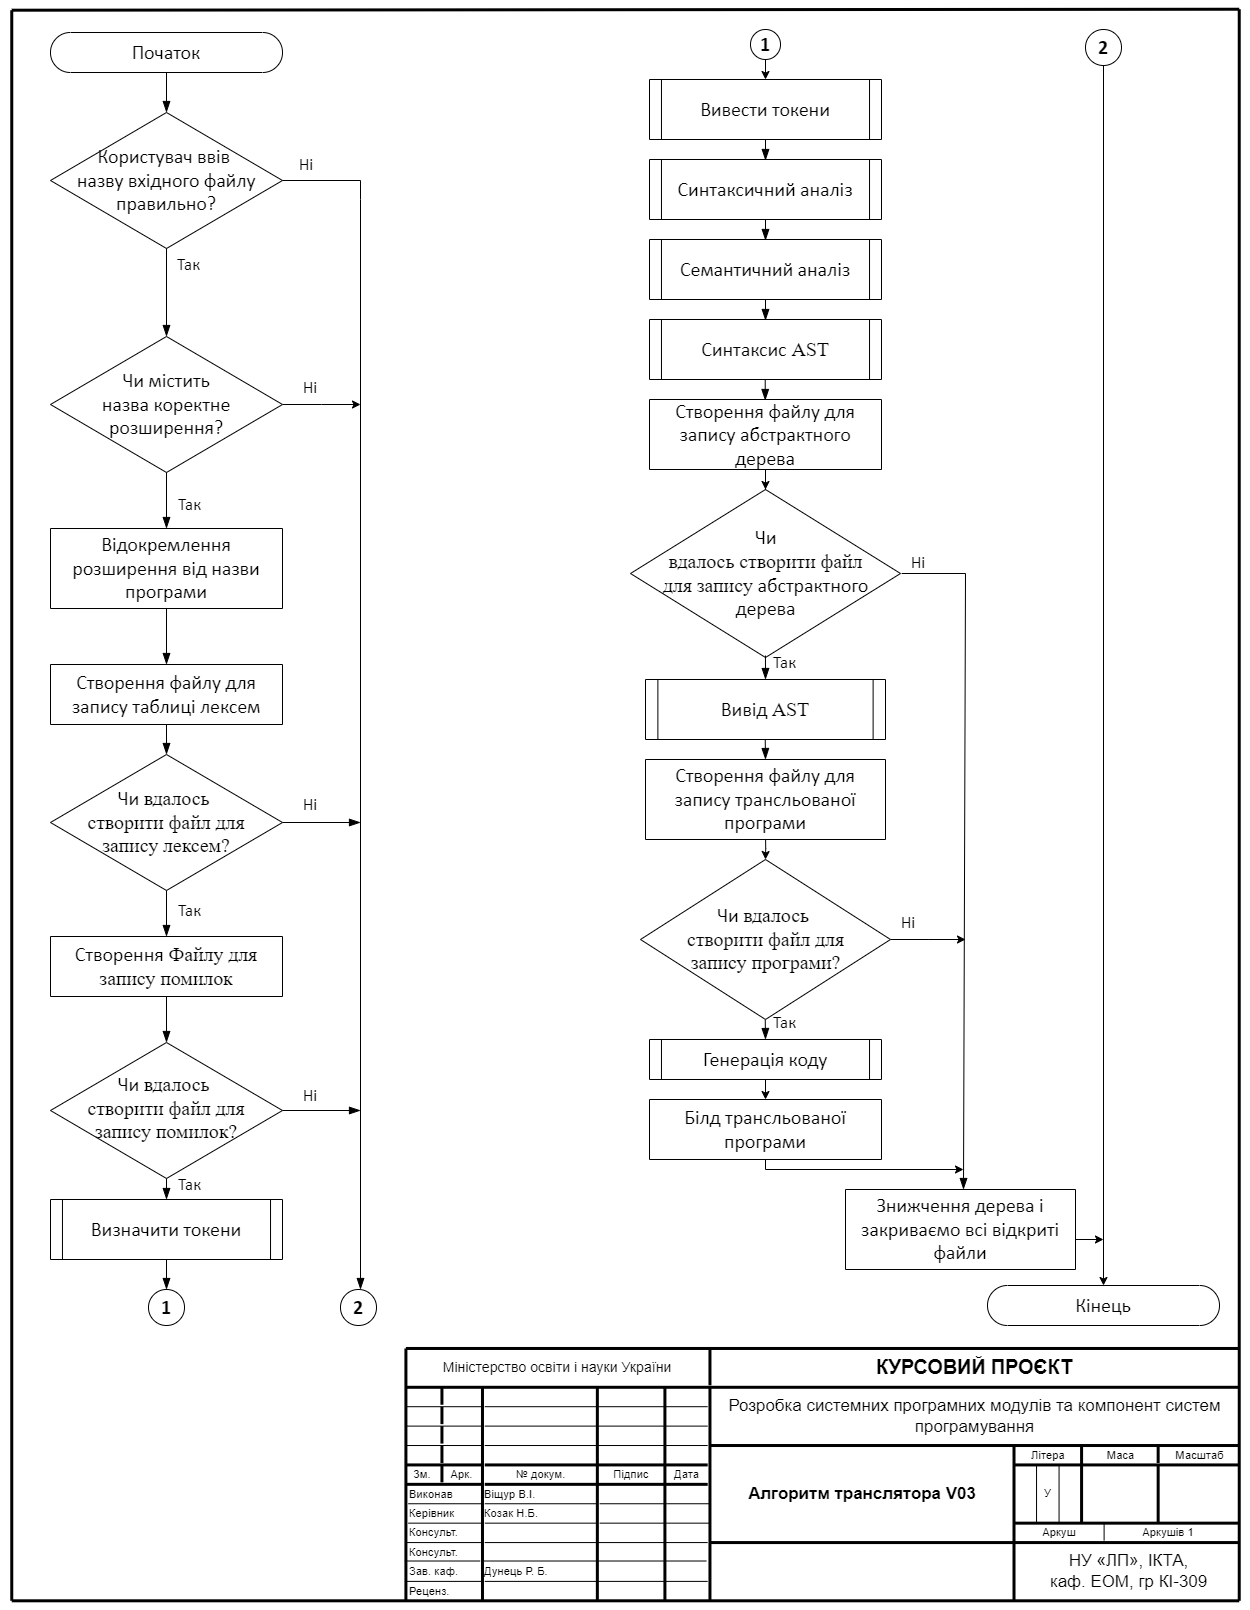 Початок
Користувач ввів
назву вхідного файлу
правильно?
Ні
Так
Чи містить
назва коректне
розширення?
Ні
Так
Відокремлення
розширення від назви
програми
Створення файлу для
запису таблиці лексем
Чи вдалось
створити файл для
запису лексем?
Ні
Так
Створення Файлу для
запису помилок
Чи вдалось
створити файл для
запису помилок?
Ні
Так
Визначити токени
1
2
1
Вивести токени
Синтаксичний аналіз
Семантичний аналіз
Синтаксис AST
Створення файлу для
запису абстрактного
дерева
Чи
вдалось створити файл
для запису абстрактного
дерева
Ні
Так
Вивід AST
Створення файлу для
запису трансльованої
програми
Чи вдалось
створити файл для
запису програми?
Ні
Так
Генерація коду
Білд трансльованої
програми
Знижчення дерева і
закриваємо всі відкриті
файли
2
Кінець
Міністерство освіти і науки України
КУРСОВИЙ ПРОЄКТ
Розробка системних програмних модулів та компонент систем
програмування
Зм. Арк. № докум. Підпис Дата
Виконав Віщур В.І.
Керівник Козак Н.Б.
Консульт.
Консульт.
Зав. каф. Дунець Р. Б.
Реценз.
Алгоритм транслятора V03
Літера Маса Масштаб
У
Аркуш Аркушів 1
НУ «ЛП», ІКТА,
каф. ЕОМ, гр КІ-309